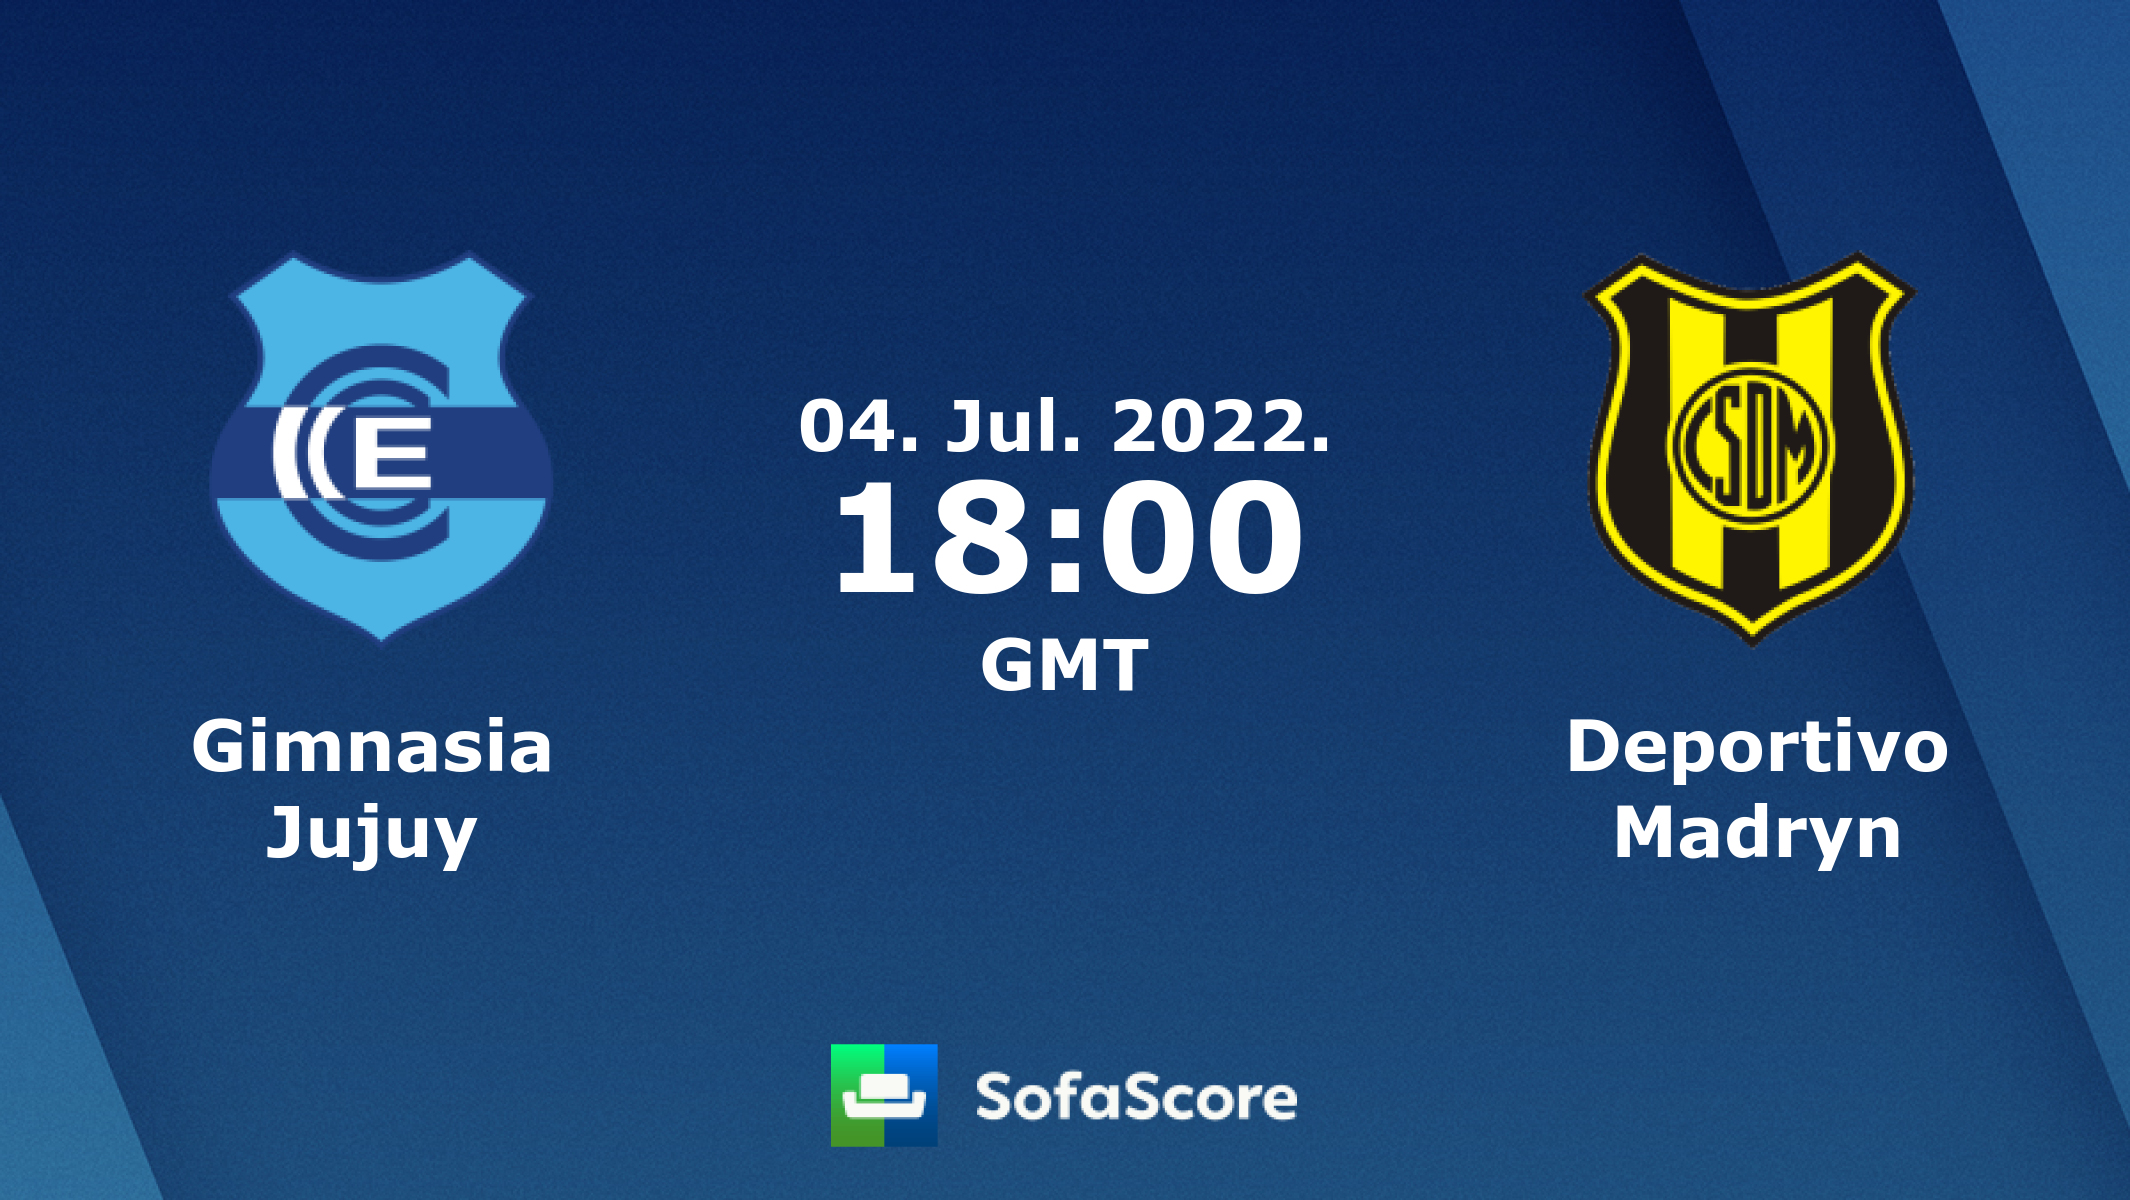 04. Jul. 2022.
18:00
GMT
Gimnasia
Jujuy
Deportivo
Madryn
E
CSDM
SofaScore